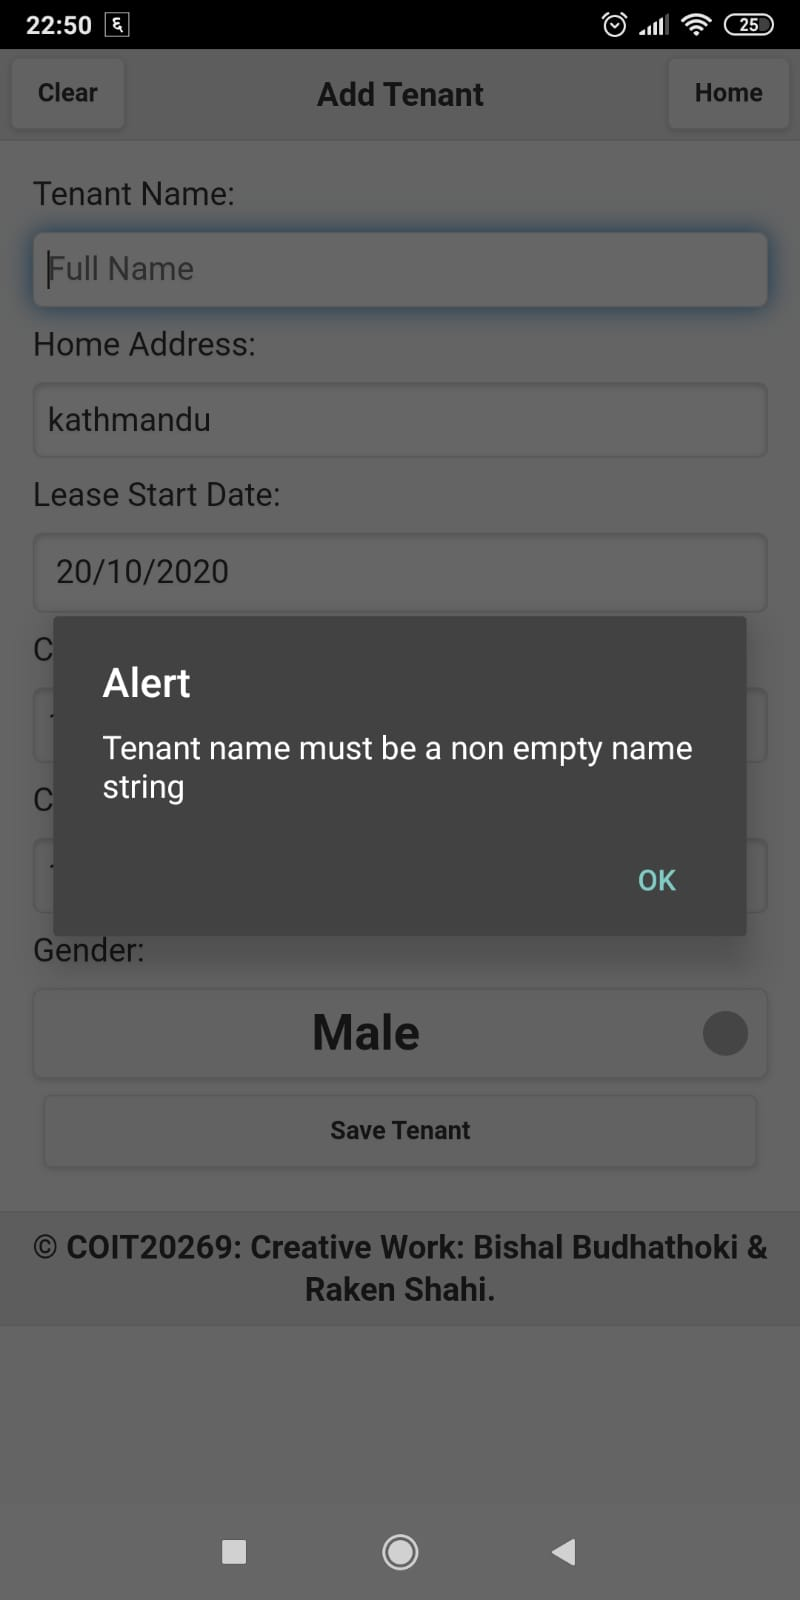 22:50 ६ 25
Clear Add Tenant Home
Tenant Name:
Full Name
Home Address:
kathmandu
Lease Start Date:
20/10/2020
C
Alert
Tenant name must be a non empty name
string
C
OK
Gender:
Male
Save Tenant
© COIT20269: Creative Work: Bishal Budhathoki &
Raken Shahi.